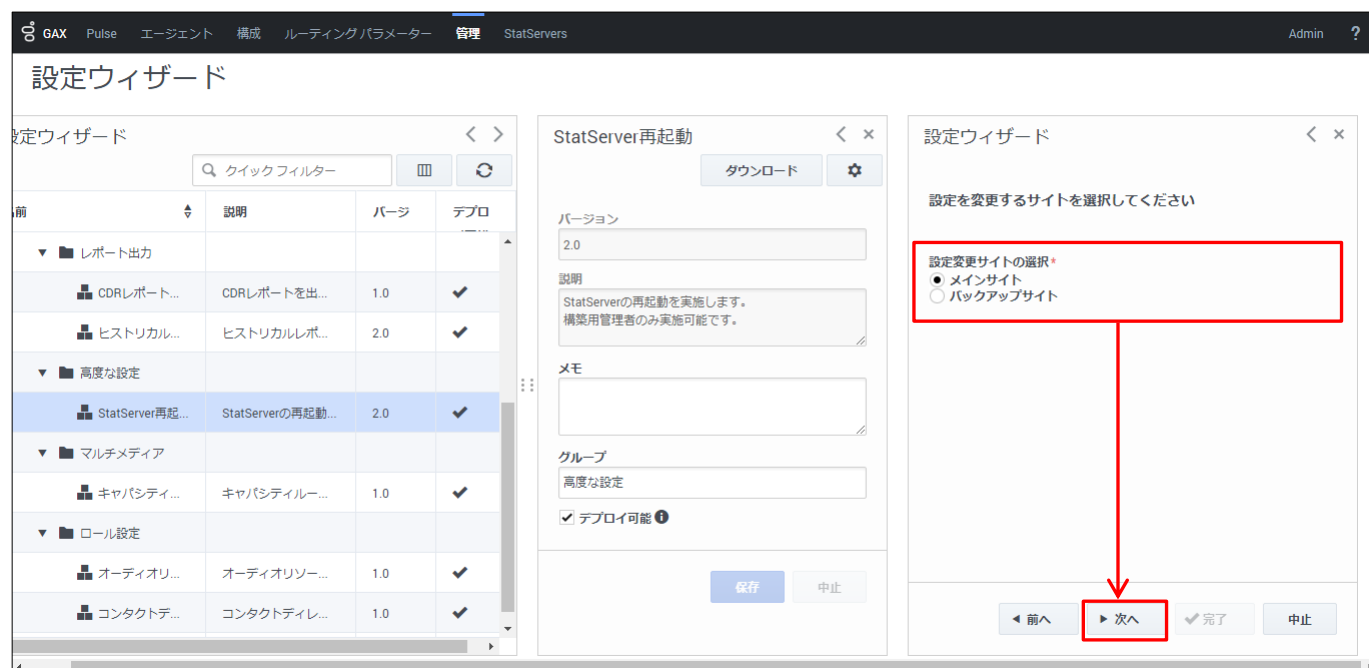 GAX Pulse エージェント 構成 ルーティングパラメーター 管理 StatServers Admin ?
設定ウィザード
設定ウィザード
クイックフィルター
名前 説明 バージ デプロ
レポート出力
CDRレポート... CDRレポートを出... 1.0
ヒストリカル... ヒストリカルレポ... 2.0
高度な設定
StatServer再起... StatServerの再起動... 2.0
マルチメディア
キャパシティ... キャパシティルー... 1.0
ロール設定
オーディオリ... オーディオリソー... 1.0
コンタクトデ... コンタクトディレ... 1.0
StatServer再起動
ダウンロード
バージョン
2.0
説明
StatServerの再起動を実施します。
構築用管理者のみ実施可能です。
メモ
グループ
高度な設定
デプロイ可能
保存 中止
設定ウィザード
設定を変更するサイトを選択してください
設定変更サイトの選択*
メインサイト
バックアップサイト
前へ 次へ 完了 中止